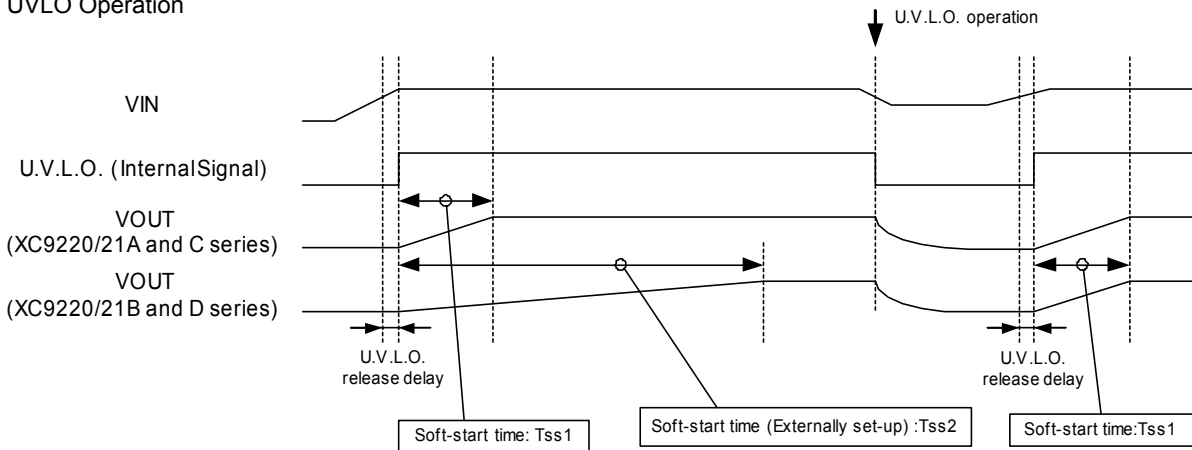 UVLO Operation
U.V.L.O. operation
VIN
U.V.L.O. (InternalSignal)
VOUT
(XC9220/21A and C series)
VOUT
(XC9220/21B and D series)
U.V.L.O.
release delay
U.V.L.O.
release delay
Soft-start time: Tss1
Soft-start time (Externally set-up) :Tss2
Soft-start time:Tss1